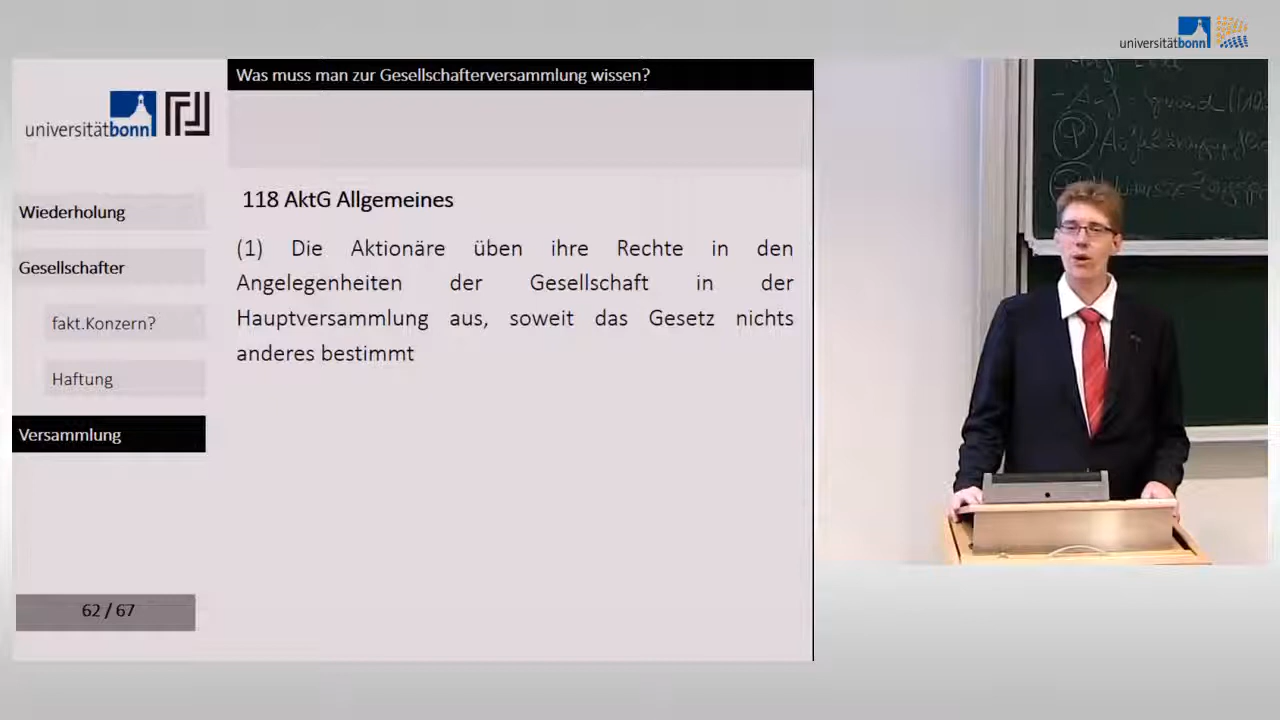 universitätbonn
Was muss man zur Gesellschafterversammlung wissen?
universitätbonn
Wiederholung
Gesellschafter
fakt.Konzern?
Haftung
Versammlung
62 / 67
118 AktG Allgemeines
(1) Die Aktionäre üben ihre Rechte in den
Angelegenheiten der Gesellschaft in der
Hauptversammlung aus, soweit das Gesetz nichts
anderes bestimmt